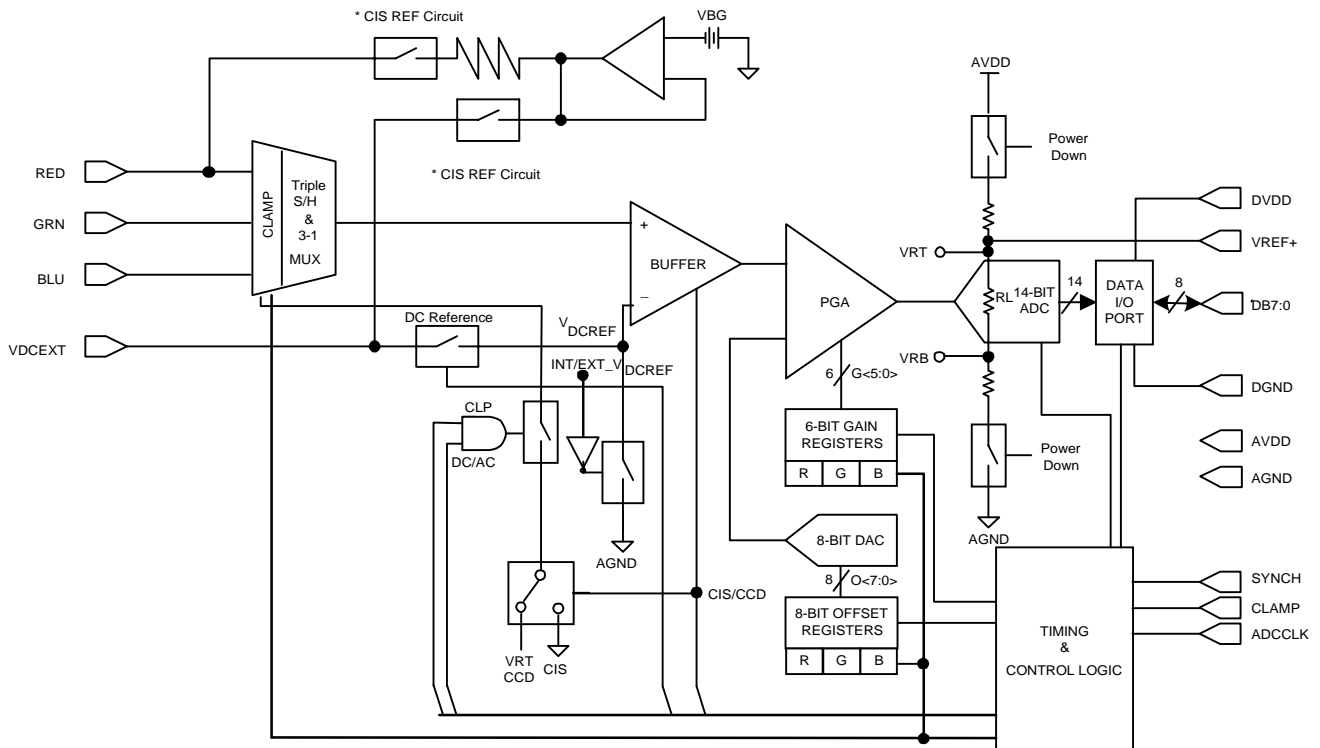 * CIS REF Circuit
VBG
AVDD
Power
Down
* CIS REF Circuit
RED
GRN
BLU
VDCEXT
CLAMP
Triple
S/H
&
3-1
MUX
DC Reference
VDCREF
INT/EXT_VDCREF
+
BUFFER
–
PGA
VRT
VRB
RL
14-BIT
ADC
14
DATA
I/O
PORT
8
DVDD
VREF+
DB7:0
DGND
AVDD
AGND
CLP
DC/AC
6
G<5:0>
6-BIT GAIN
REGISTERS
R G B
Power
Down
AGND
AGND
8-BIT DAC
8
O<7:0>
8-BIT OFFSET
REGISTERS
R G B
CIS/CCD
VRT
CCD
CIS
TIMING
&
CONTROL LOGIC
SYNCH
CLAMP
ADCCLK